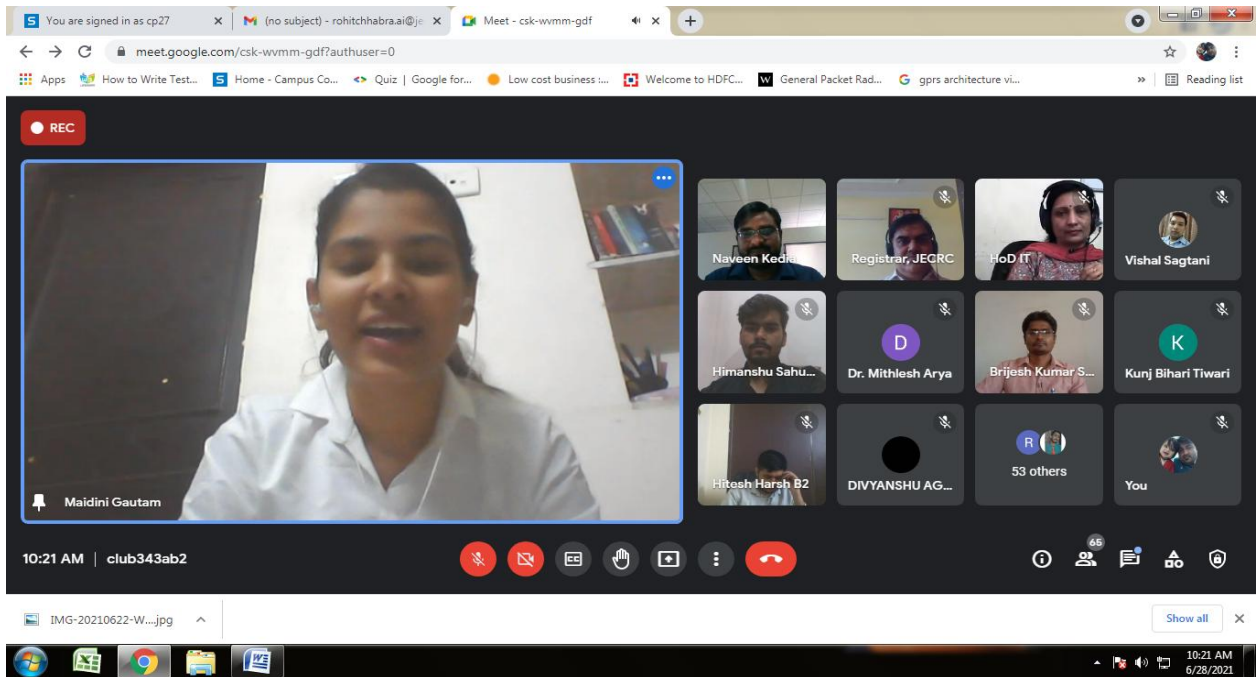 You are signed in as cp27
(no subject) - rohitchhabra.ai@je
Meet - csk-wvmm-gdf
meet.google.com/csk-wvmm-gdf?authuser=0
Apps How to Write Test... Home - Campus Co... Quiz | Google for... Low cost business :... Welcome to HDFC... General Packet Rad... gprs architecture vi... » Reading list
REC
Naveen Kedia
Registrar, JECRC
HoD IT
Vishal Sagtani
Himanshu Sahu...
D
Dr. Mithlesh Arya
Brijesh Kumar S...
K
Kunj Bihari Tiwari
Hitesh Harsh B2
DIVYANSHU AG...
R
53 others
You
Maidini Gautam
10:21 AM | club343ab2
65
IMG-20210622-W....jpg
Show all
10:21 AM
6/28/2021